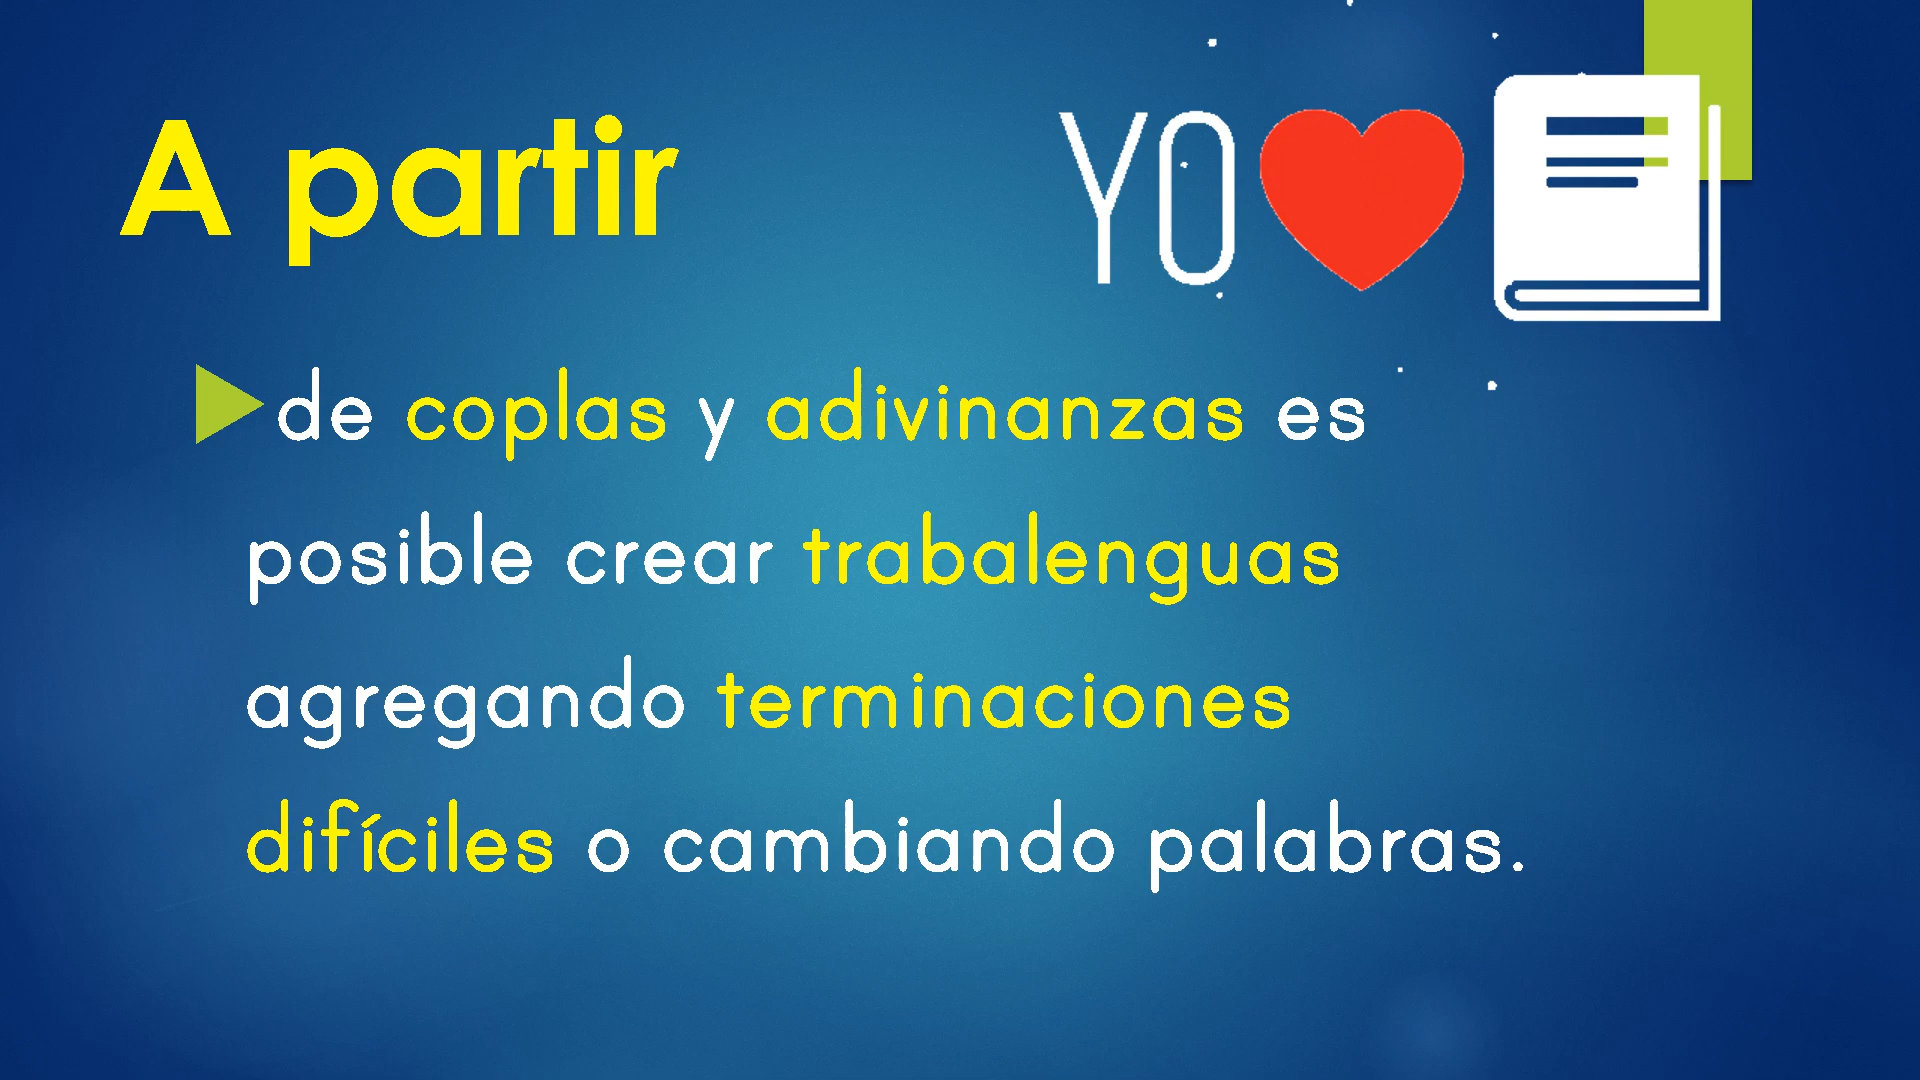 A partir
YO
de coplas y adivinanzas es
posible crear trabalenguas
agregando terminaciones
difíciles o cambiando palabras.